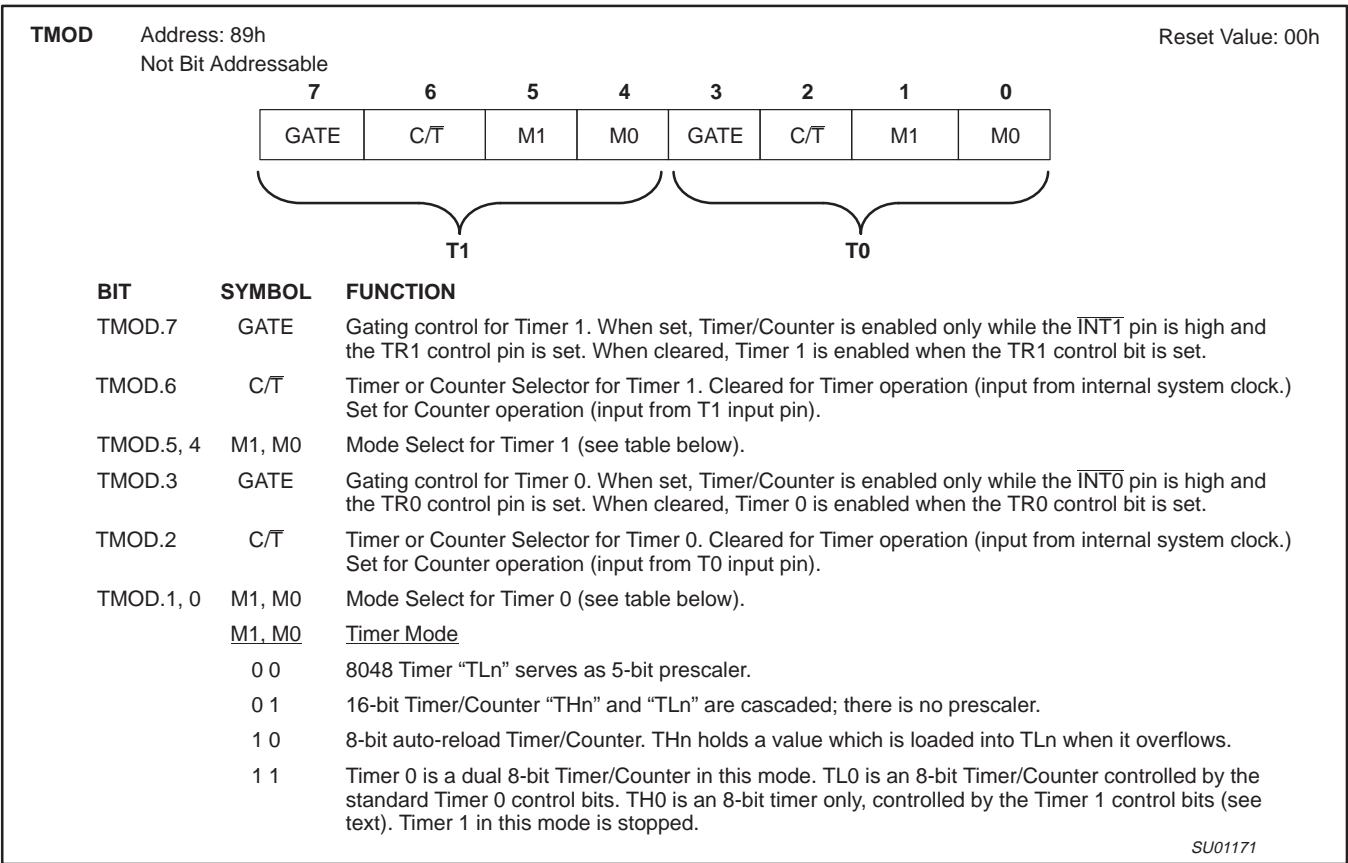 TMOD Address: 89h Reset Value: 00h
Not Bit Addressable
7 6 5 4 3 2 1 0
GATE C/T̅ M1 M0 GATE C/T̅ M1 M0
T1 T0
BIT SYMBOL FUNCTION
TMOD.7 GATE Gating control for Timer 1. When set, Timer/Counter is enabled only while the I̅N̅T̅1̅ pin is high and
the TR1 control pin is set. When cleared, Timer 1 is enabled when the TR1 control bit is set.
TMOD.6 C/T̅ Timer or Counter Selector for Timer 1. Cleared for Timer operation (input from internal system clock.)
Set for Counter operation (input from T1 input pin).
TMOD.5, 4 M1, M0 Mode Select for Timer 1 (see table below).
TMOD.3 GATE Gating control for Timer 0. When set, Timer/Counter is enabled only while the I̅N̅T̅0̅ pin is high and
the TR0 control pin is set. When cleared, Timer 0 is enabled when the TR0 control bit is set.
TMOD.2 C/T̅ Timer or Counter Selector for Timer 0. Cleared for Timer operation (input from internal system clock.)
Set for Counter operation (input from T0 input pin).
TMOD.1, 0 M1, M0 Mode Select for Timer 0 (see table below).
M1, M0 Timer Mode
0 0 8048 Timer “TLn” serves as 5-bit prescaler.
0 1 16-bit Timer/Counter “THn” and “TLn” are cascaded; there is no prescaler.
1 0 8-bit auto-reload Timer/Counter. THn holds a value which is loaded into TLn when it overflows.
1 1 Timer 0 is a dual 8-bit Timer/Counter in this mode. TL0 is an 8-bit Timer/Counter controlled by the
standard Timer 0 control bits. TH0 is an 8-bit timer only, controlled by the Timer 1 control bits (see
text). Timer 1 in this mode is stopped.
SU01171